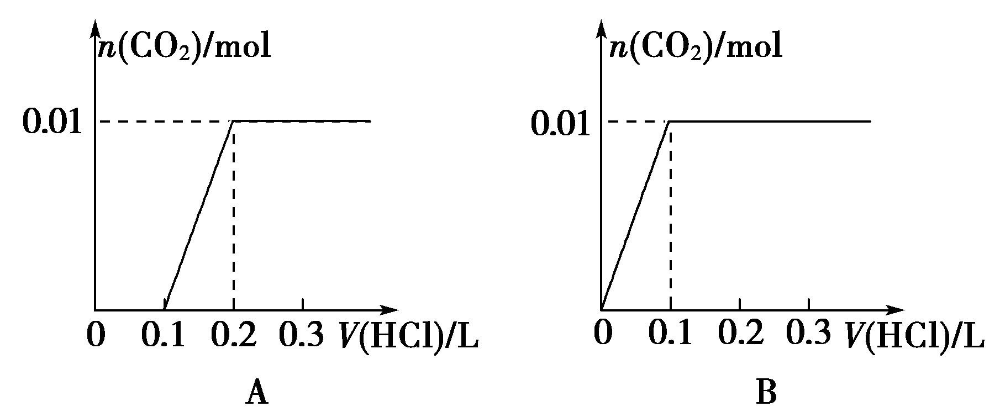 n(CO₂)/mol
0.01
0 0.1 0.2 0.3 V(HCl)/L
A
n(CO₂)/mol
0.01
0 0.1 0.2 0.3 V(HCl)/L
B